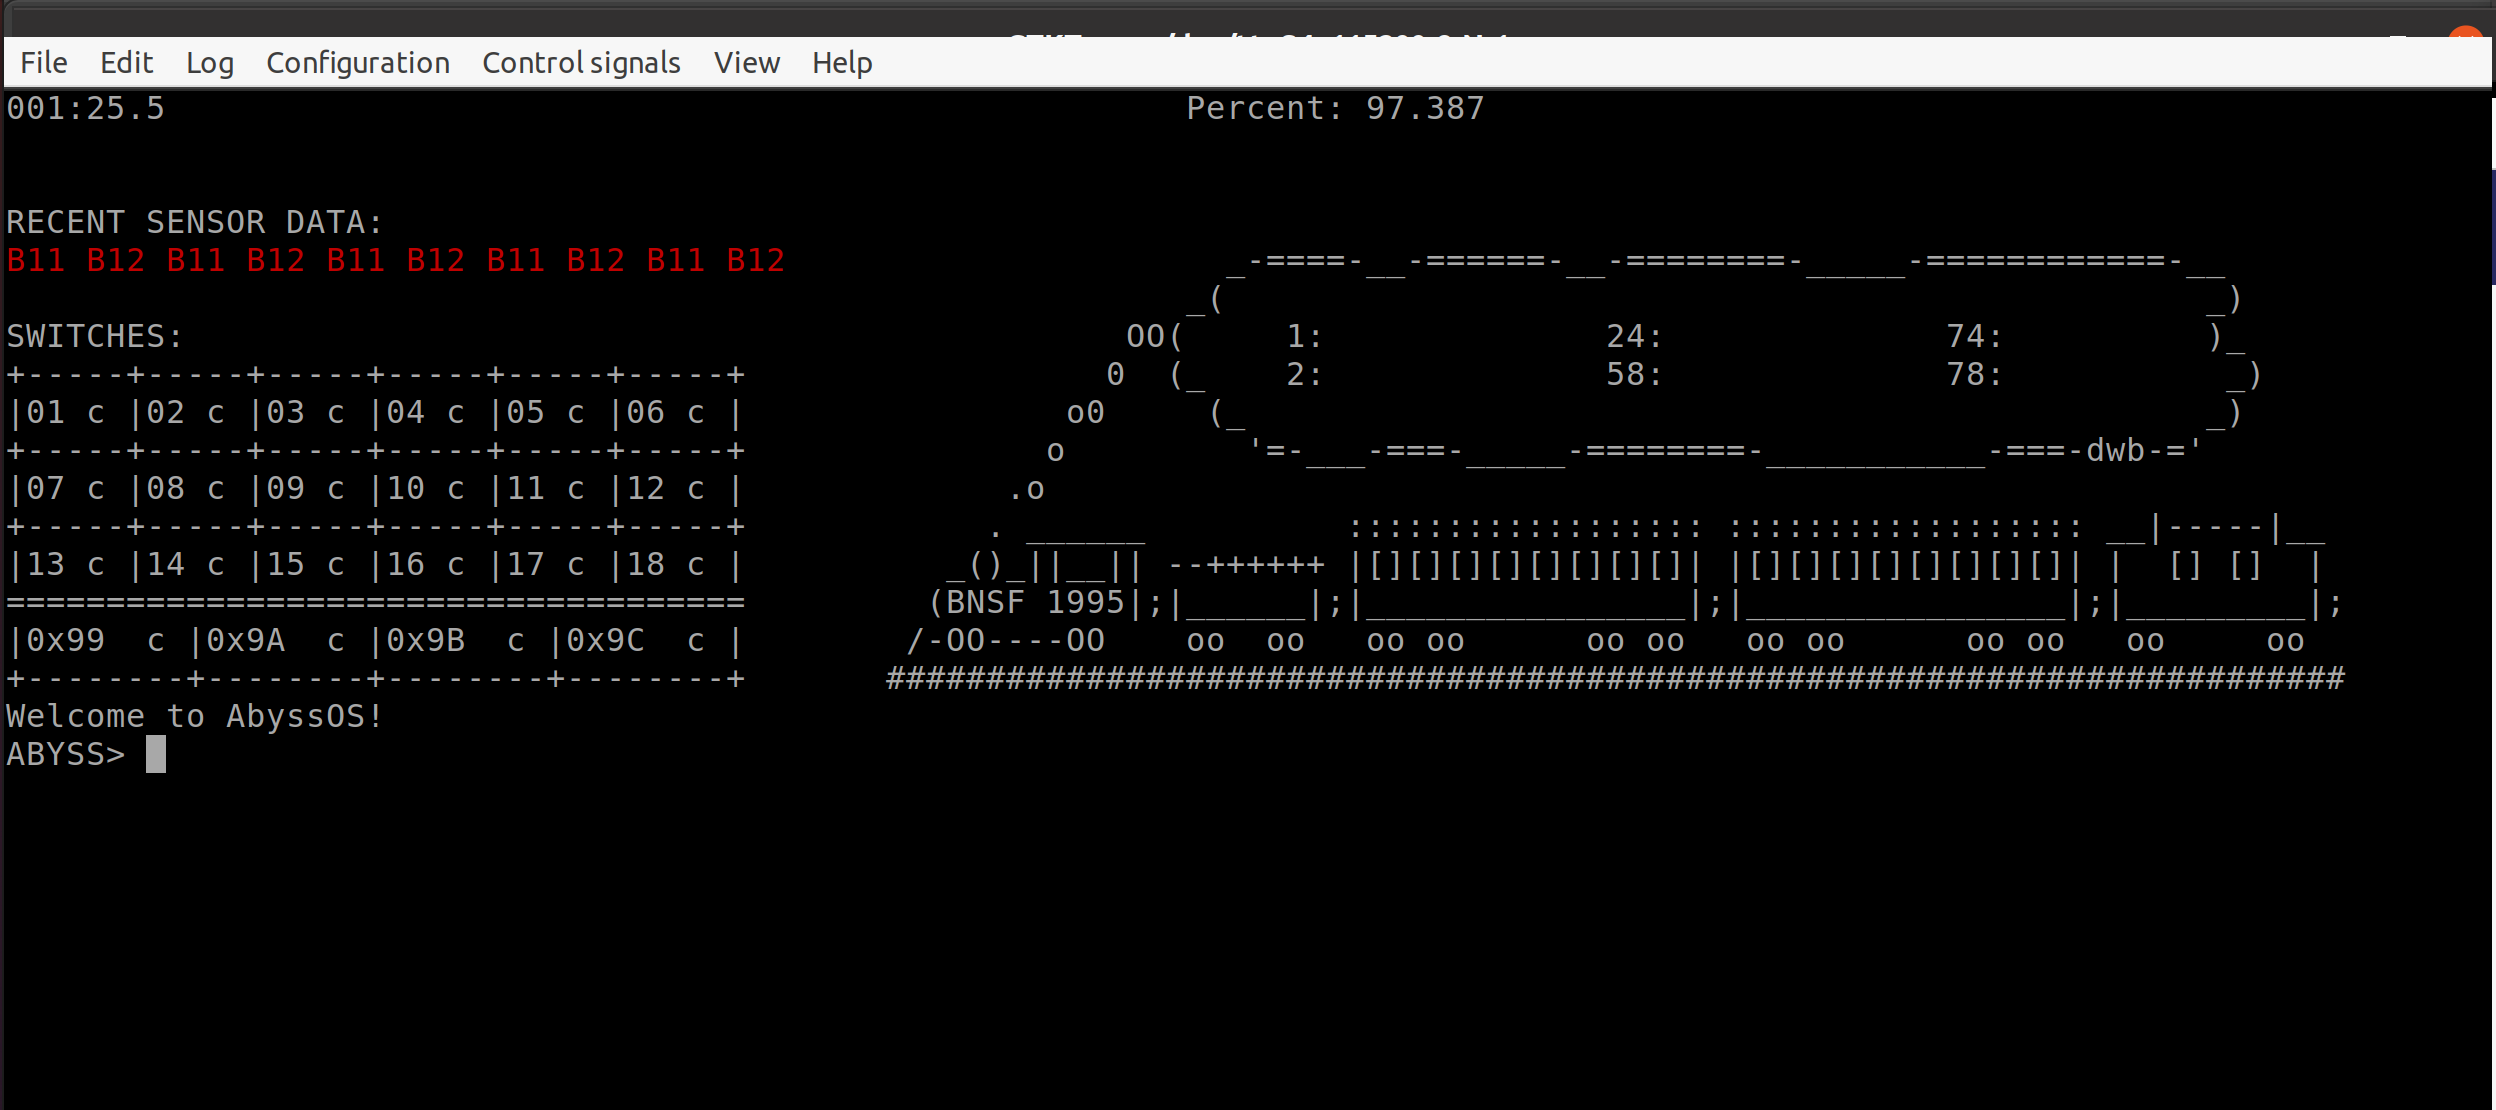 File Edit Log Configuration Control signals View Help
001:25.5                                                   Percent: 97.387
RECENT SENSOR DATA:
B11 B12 B11 B12 B11 B12 B11 B12 B11 B12                      _-====-__-======-__-========-_____-============-__
                                                           _(                                                 _)
SWITCHES:                                               OO(     1:              24:              74:          )_
+-----+-----+-----+-----+-----+-----+                  0  (_    2:              58:              78:           _)
|01 c |02 c |03 c |04 c |05 c |06 c |                o0     (_                                                _)
+-----+-----+-----+-----+-----+-----+               o         '=-___-===-_____-========-___________-===-dwb-='
|07 c |08 c |09 c |10 c |11 c |12 c |             .o
+-----+-----+-----+-----+-----+-----+            . ______          :::::::::::::::::: :::::::::::::::::: __|-----|__
|13 c |14 c |15 c |16 c |17 c |18 c |          _()_||__|| --++++++ |[][][][][][][][]| |[][][][][][][][]| |  [] []  |
=====================================         (BNSF 1995|;|______|;|________________|;|________________|;|_________|;
|0x99  c |0x9A  c |0x9B  c |0x9C  c |        /-OO----OO    oo  oo   oo oo      oo oo   oo oo      oo oo   oo     oo
+--------+--------+--------+--------+       #########################################################################
Welcome to AbyssOS!
ABYSS>